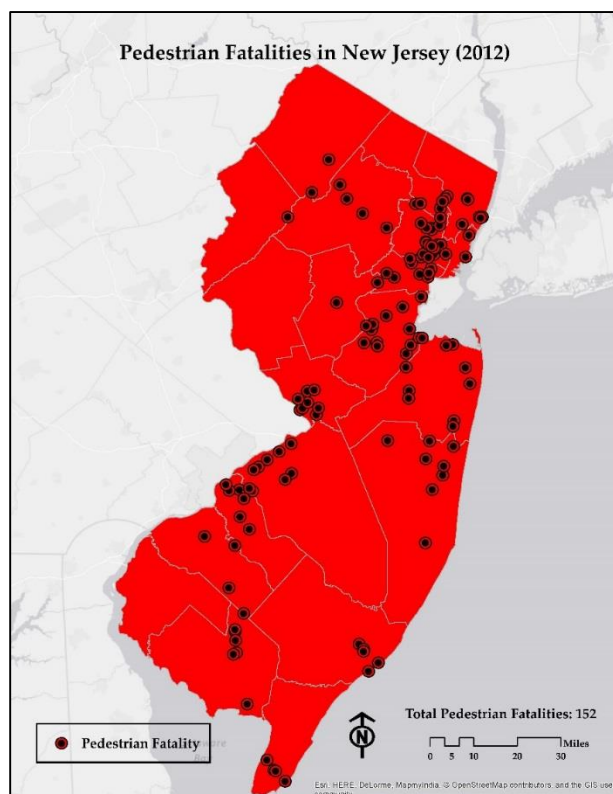 Pedestrian Fatalities in New Jersey (2012)
Total Pedestrian Fatalities: 152
Pedestrian Fatality
N
0 5 10 20 30
Miles
Esri, HERE, DeLorme, MapmyIndia, © OpenStreetMap contributors, and the GIS user
community